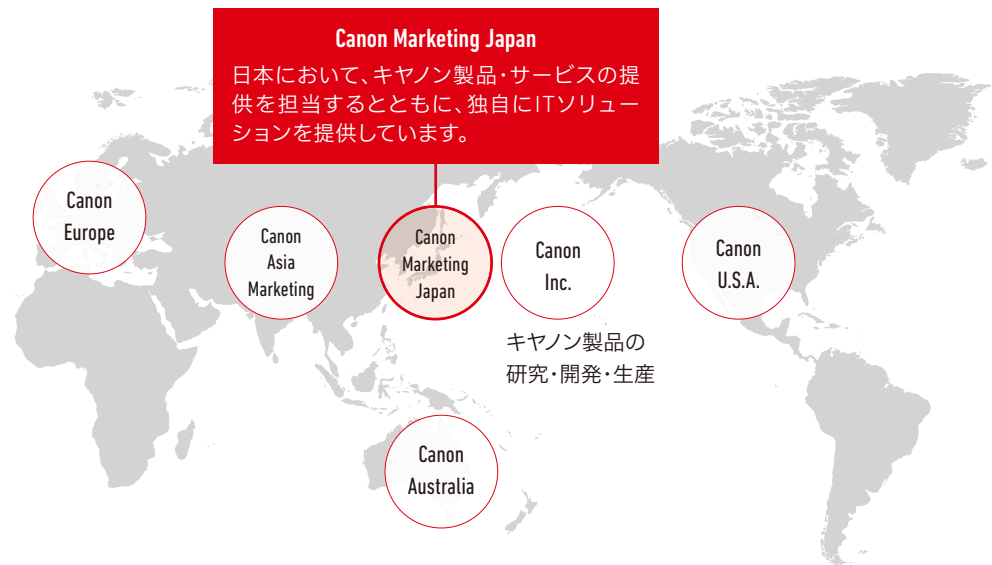 Canon Marketing Japan
日本において、キヤノン製品・サービスの提
供を担当するとともに、独自にITソリュー
ションを提供しています。
Canon
Europe
Canon
Asia
Marketing
Canon
Marketing
Japan
Canon
Inc.
キヤノン製品の
研究・開発・生産
Canon
U.S.A.
Canon
Australia